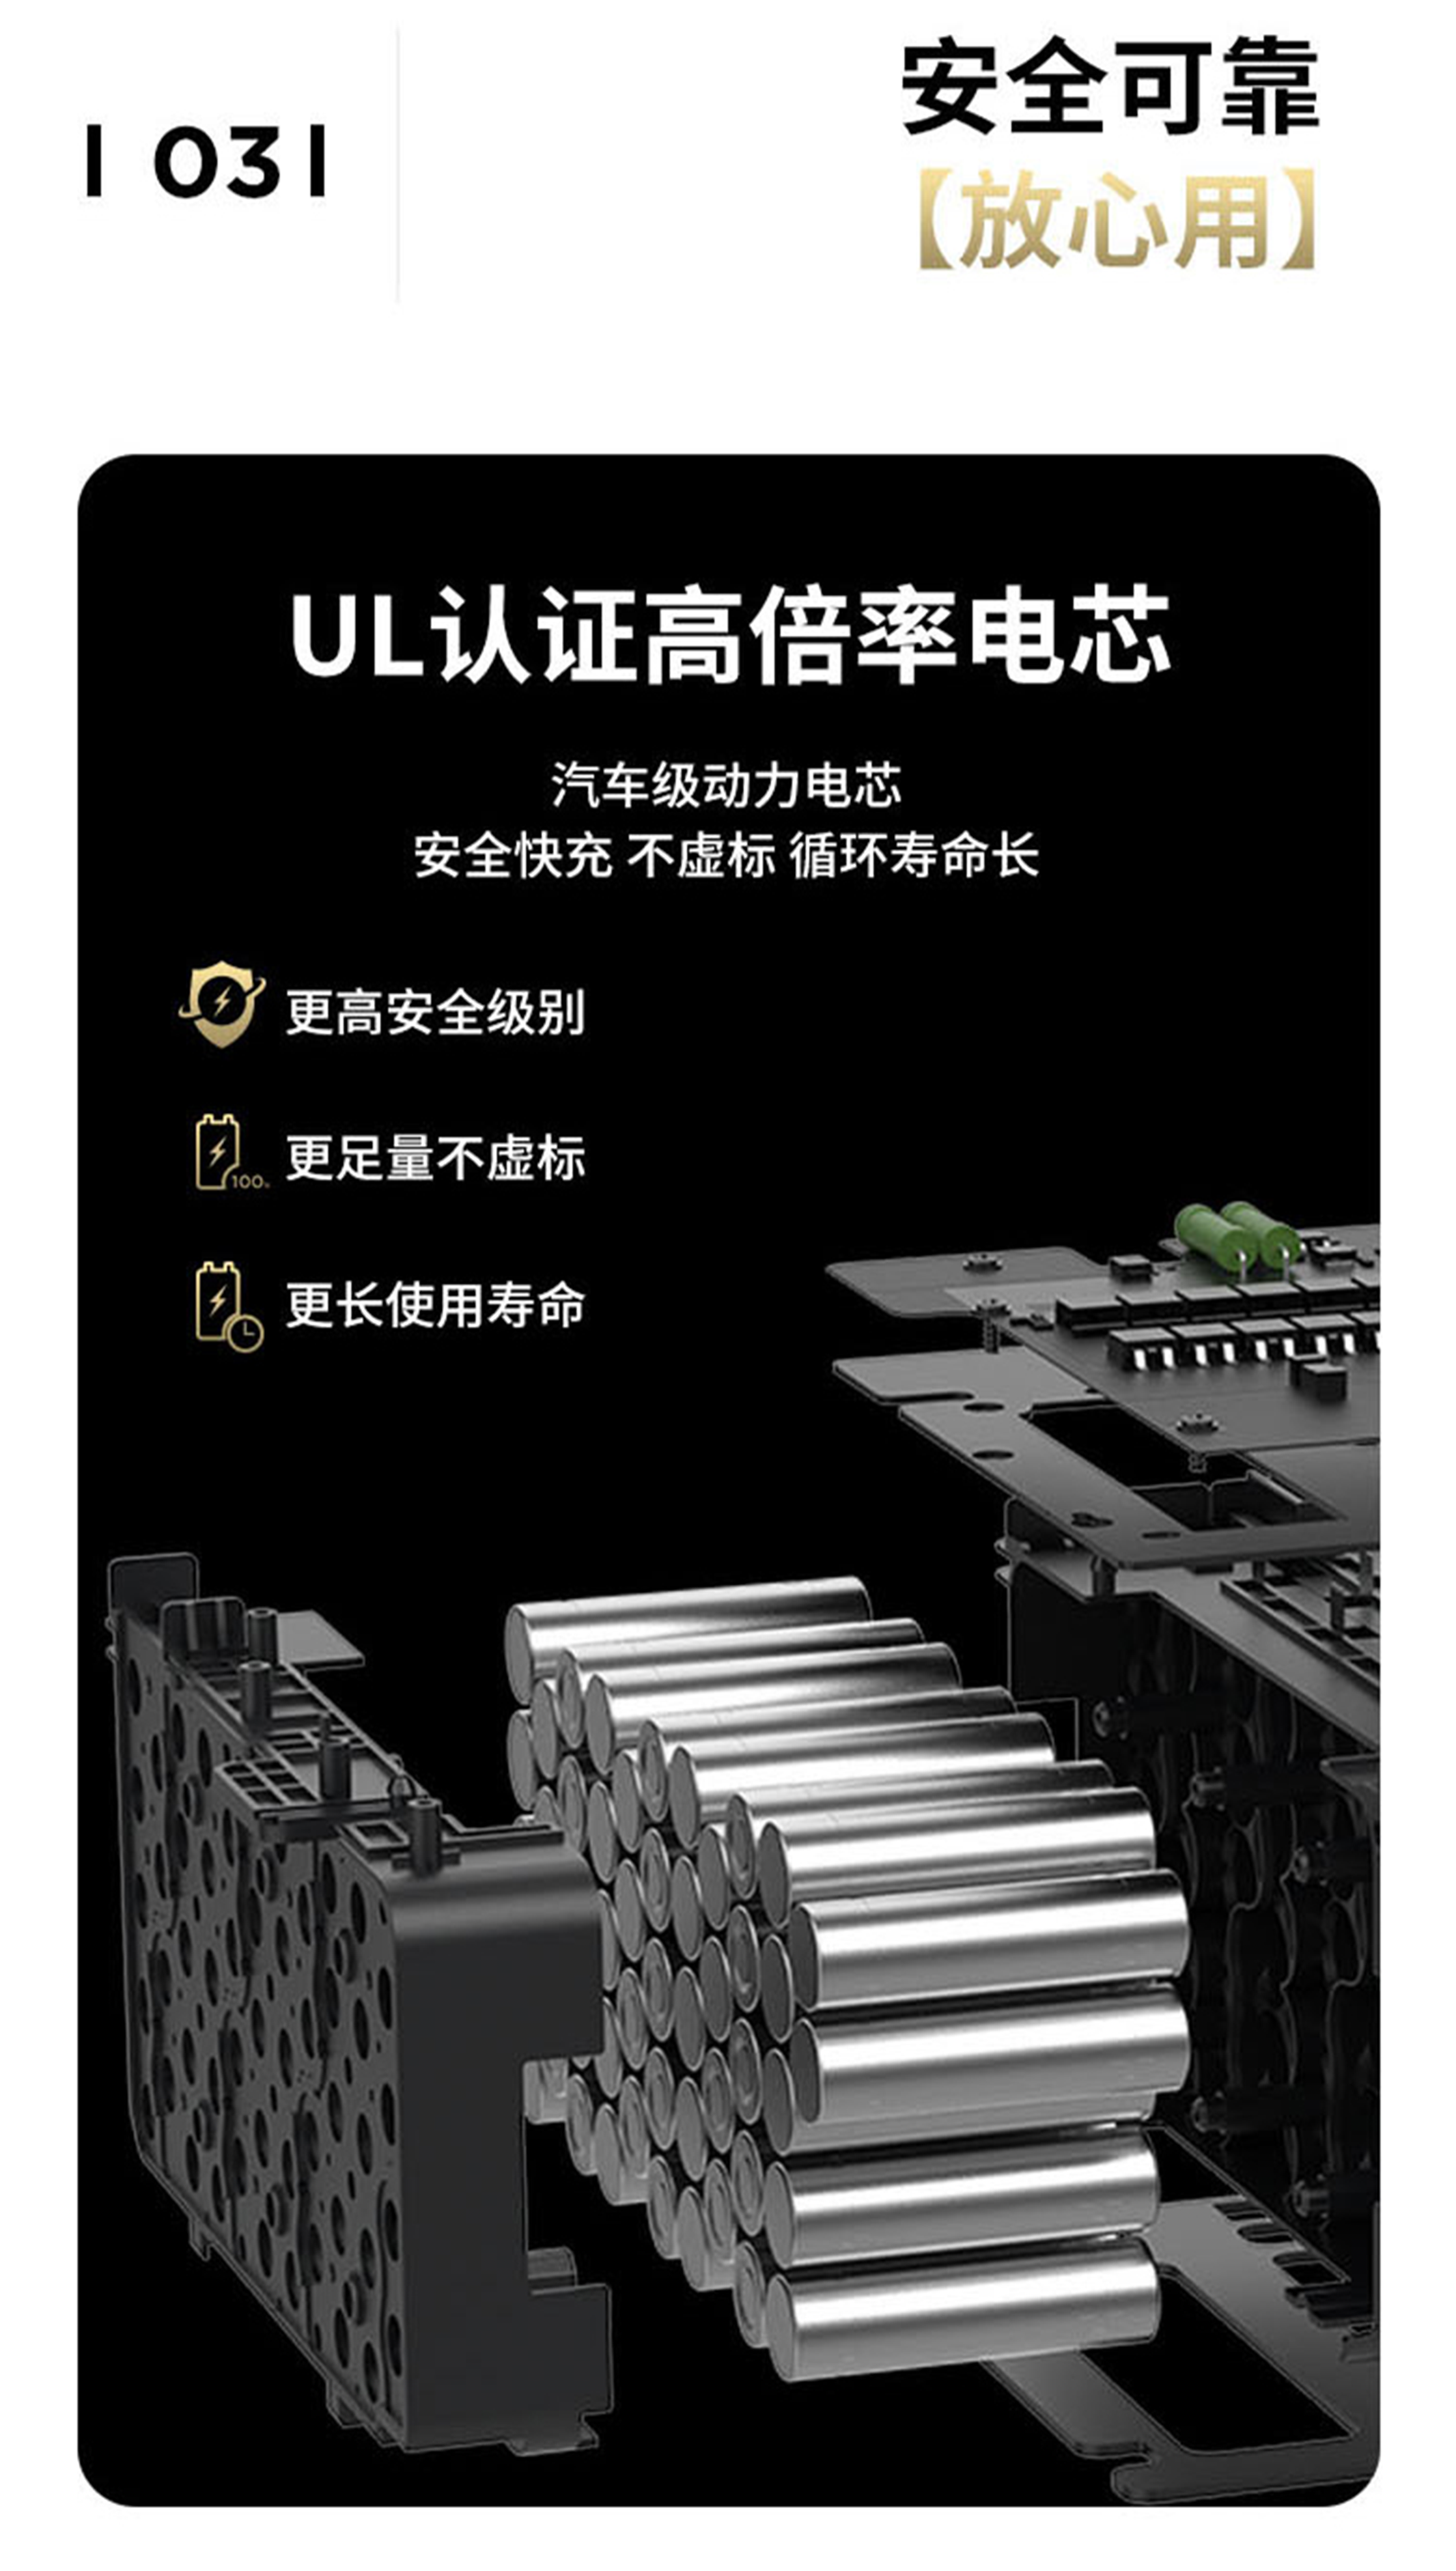 | 03 |
安全可靠
【放心用】
UL认证高倍率电芯
汽车级动力电芯
安全快充 不虚标 循环寿命长
更高安全级别
100%
更足量不虚标
更长使用寿命